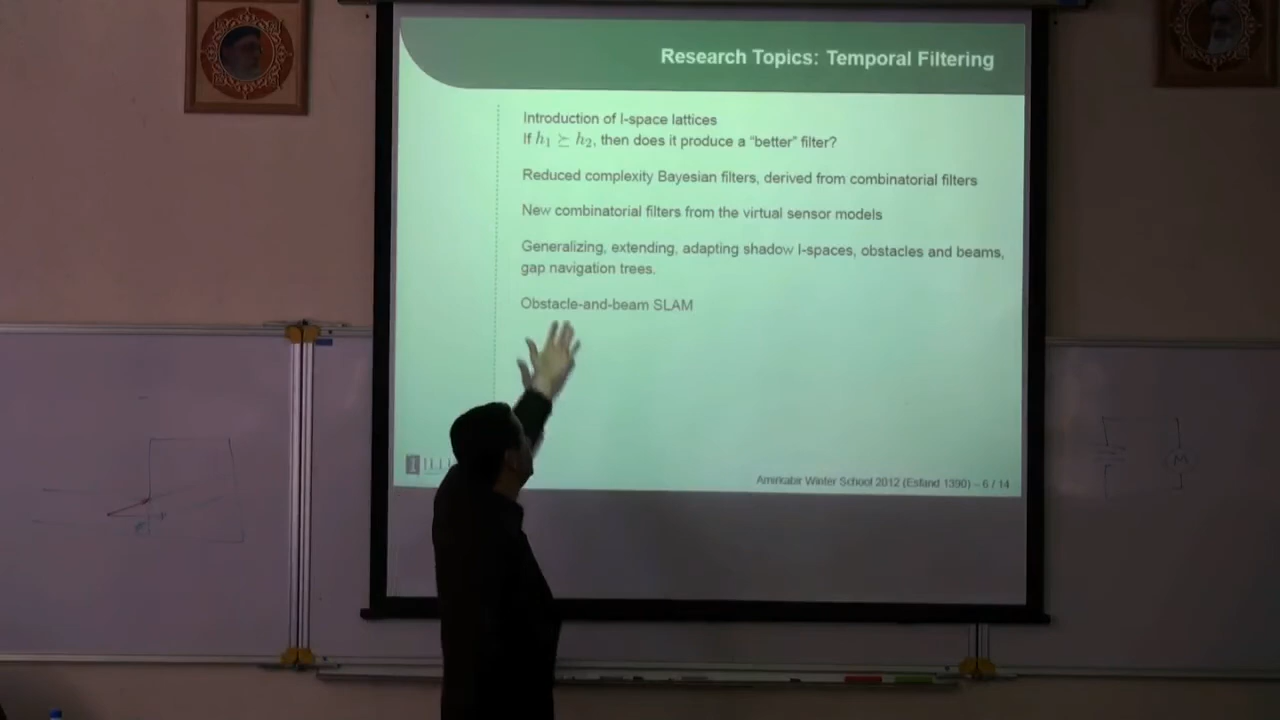 Research Topics: Temporal Filtering
Introduction of I-space lattices
If h₁ ⪰ h₂, then does it produce a "better" filter?
Reduced complexity Bayesian filters, derived from combinatorial filters
New combinatorial filters from the virtual sensor models
Generalizing, extending, adapting shadow I-spaces, obstacles and beams,
gap navigation trees.
Obstacle-and-beam SLAM
I ILL
Amirkabir Winter School 2012 (Esfand 1390) – 6 / 14
M